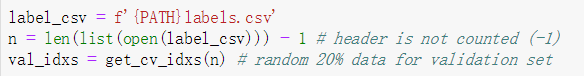 label_csv = f'{PATH}labels.csv'
n = len(list(open(label_csv))) - 1 # header is not counted (-1)
val_idxs = get_cv_idxs(n) # random 20% data for validation set